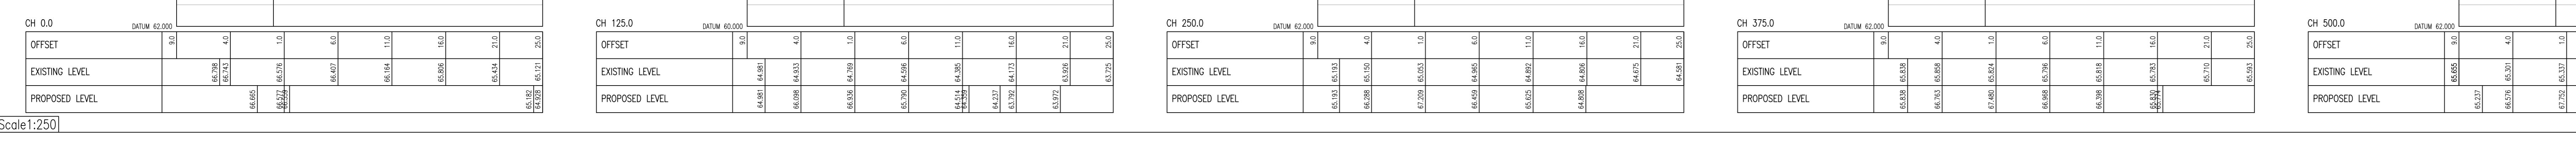 CH 0.0 DATUM 62.000
OFFSET 9.0 4.0 1.0 6.0 11.0 16.0 21.0 25.0
EXISTING LEVEL 66.798 66.743 66.576 66.407 66.164 65.806 65.434 65.121
PROPOSED LEVEL 66.665 66.577 65.182 64.928
CH 125.0 DATUM 60.000
OFFSET 9.0 4.0 1.0 6.0 11.0 16.0 21.0 25.0
EXISTING LEVEL 64.981 64.933 64.769 64.596 64.385 64.173 63.926 63.725
PROPOSED LEVEL 64.981 66.098 66.936 65.790 64.514 64.237 63.792 63.972
CH 250.0 DATUM 62.000
OFFSET 9.0 4.0 1.0 6.0 11.0 16.0 21.0 25.0
EXISTING LEVEL 65.193 65.150 65.053 64.965 64.892 64.806 64.675 64.581
PROPOSED LEVEL 65.193 66.288 67.209 66.459 65.625 64.808
CH 375.0 DATUM 62.000
OFFSET 9.0 4.0 1.0 6.0 11.0 16.0 21.0 25.0
EXISTING LEVEL 65.838 65.858 65.824 65.796 65.818 65.783 65.710 65.593
PROPOSED LEVEL 65.838 66.763 67.480 66.968 66.398 65.830
CH 500.0 DATUM 62.000
OFFSET 9.0 4.0 1.0
EXISTING LEVEL 65.655 65.301 65.337
PROPOSED LEVEL 65.237 66.576 67.752
Scale1:250